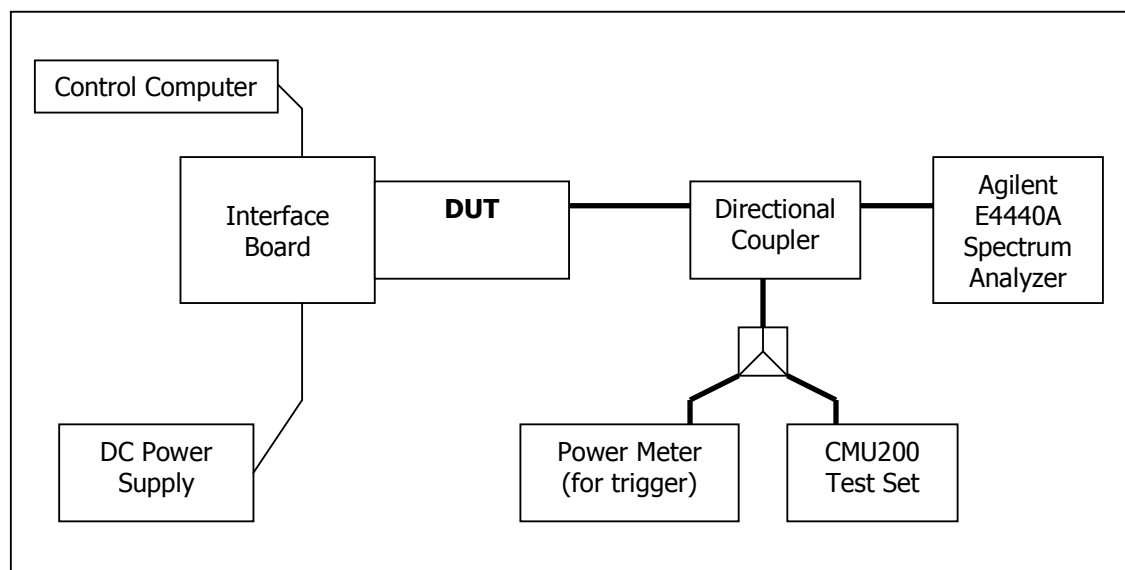 Control Computer
Interface
Board
DUT
Directional
Coupler
Agilent
E4440A
Spectrum
Analyzer
DC Power
Supply
Power Meter
(for trigger)
CMU200
Test Set